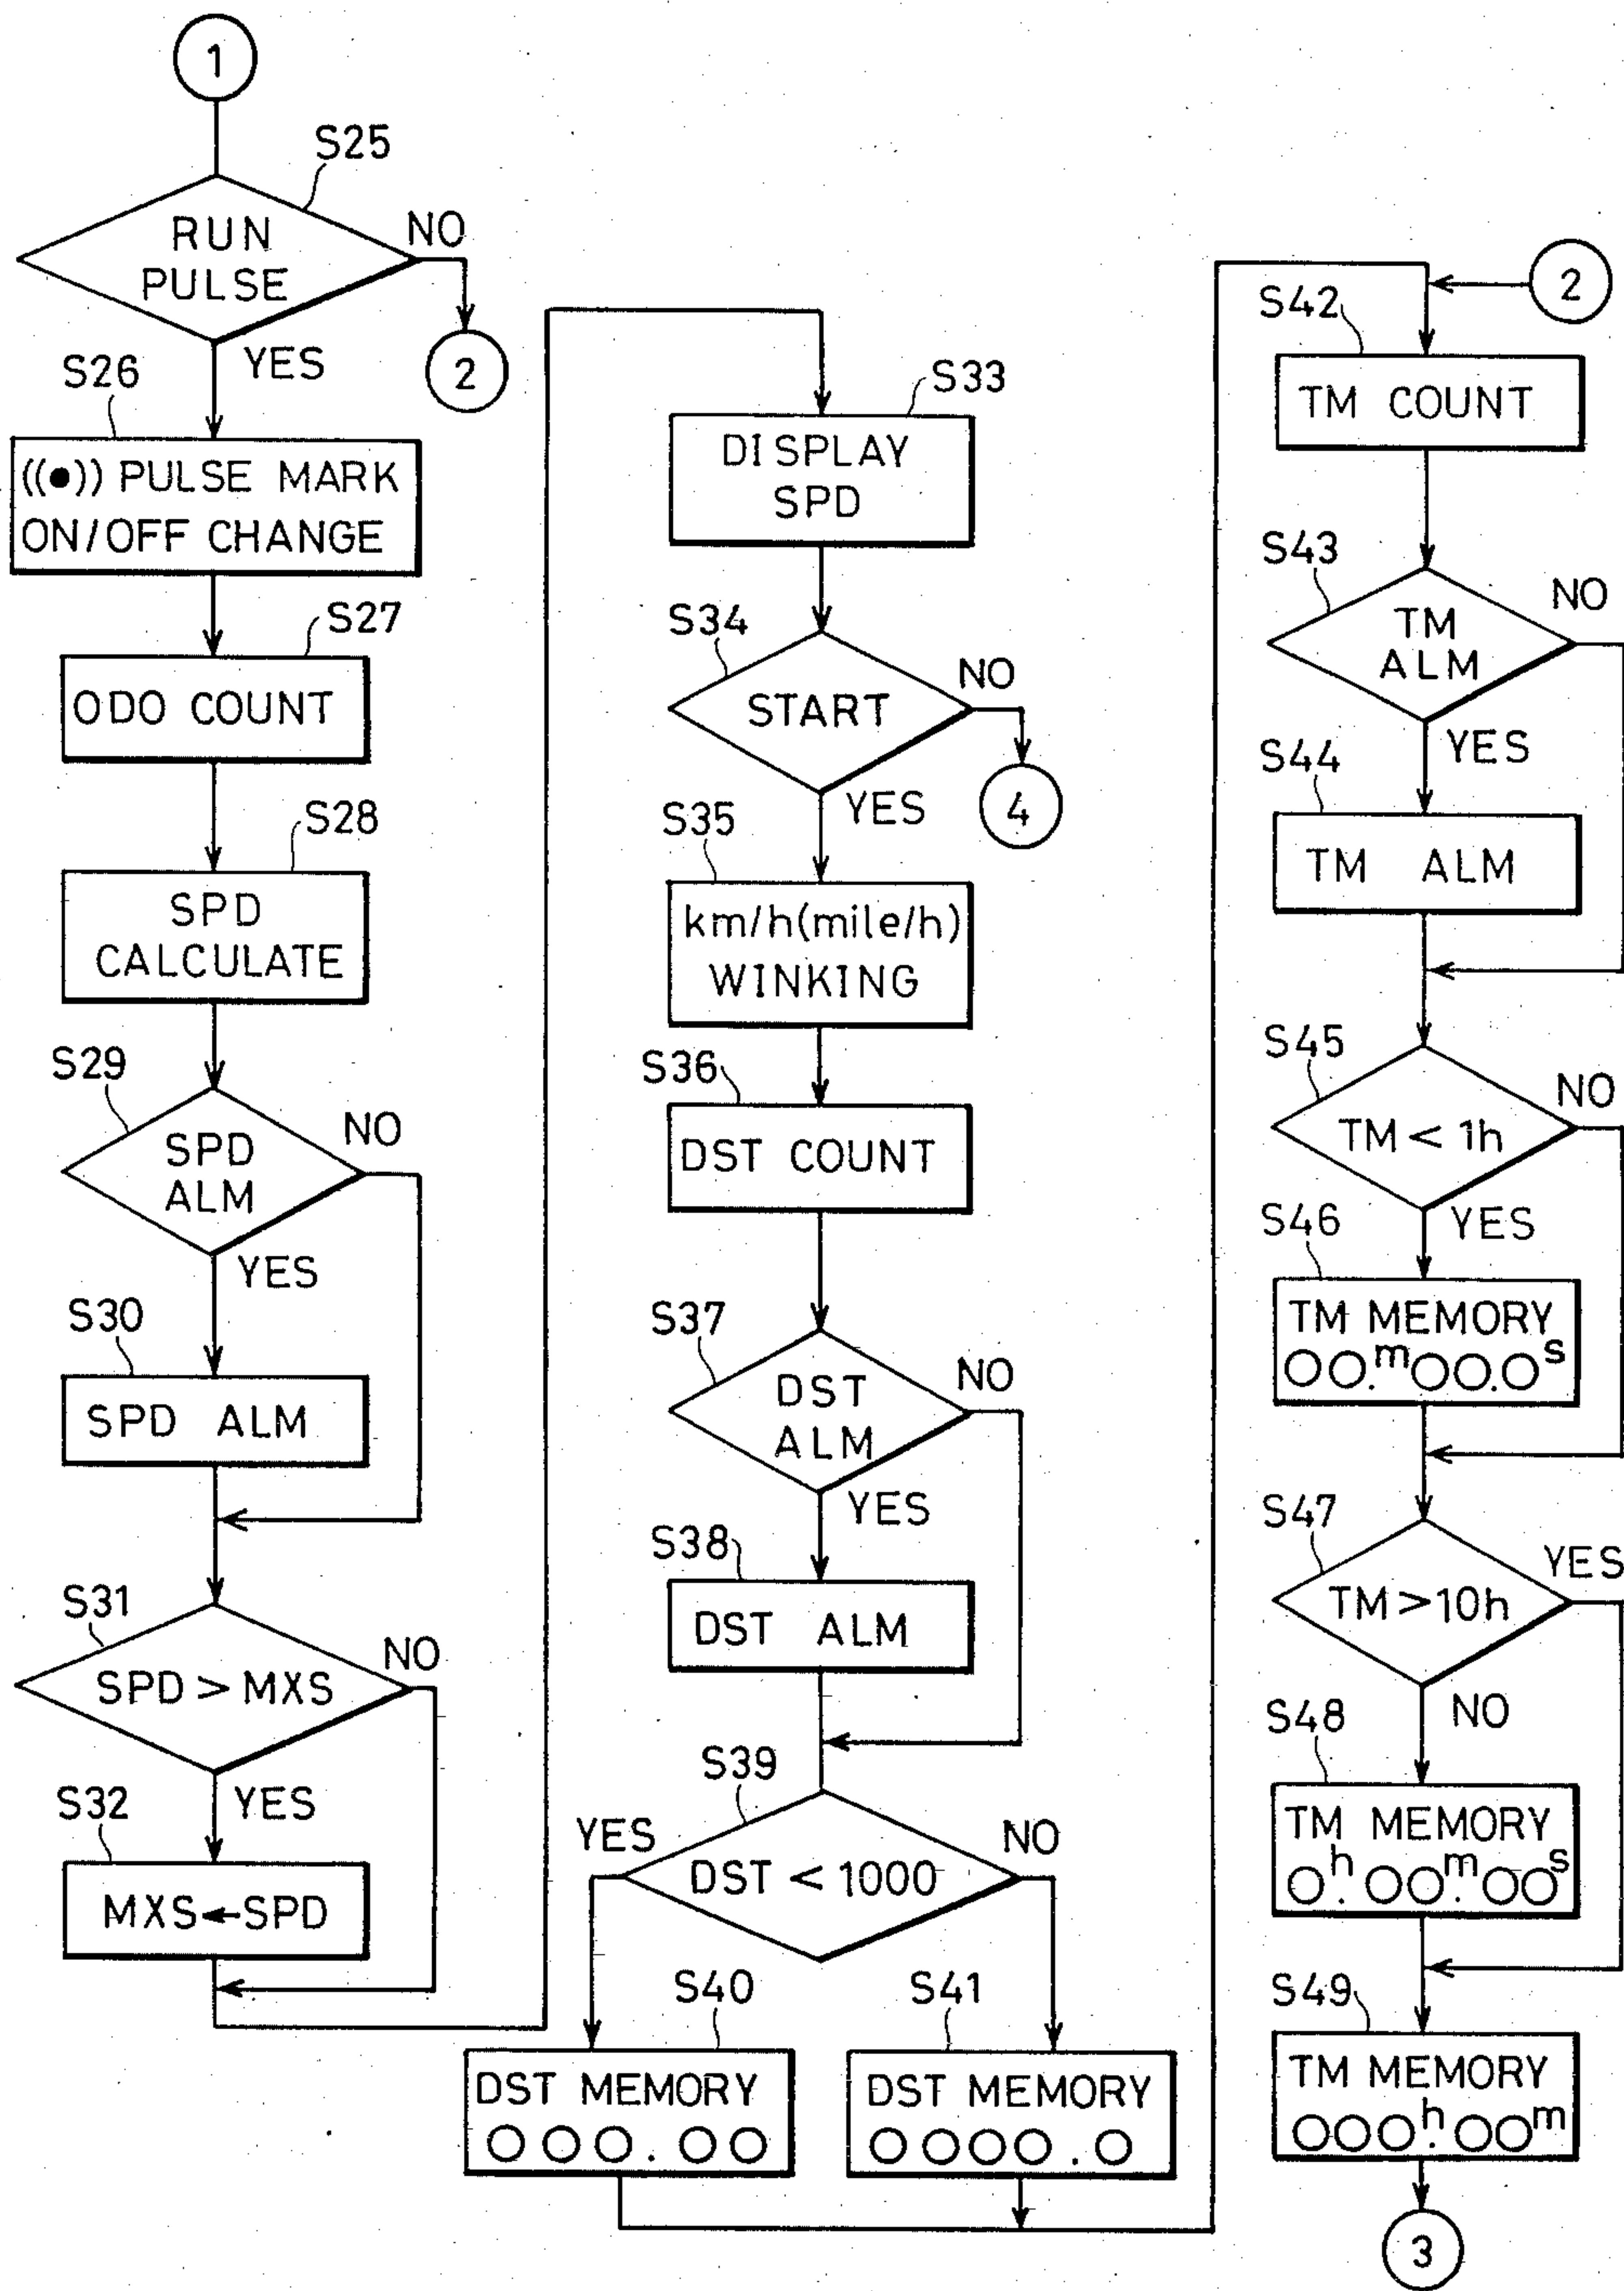 1
S25
RUN
PULSE
NO
2
YES
S26
((●)) PULSE MARK
ON/OFF CHANGE
S27
ODO COUNT
S28
SPD
CALCULATE
S29
SPD
ALM
NO
YES
S30
SPD ALM
S31
SPD > MXS
NO
YES
S32
MXS←SPD
S33
DISPLAY
SPD
S34
START
NO
4
YES
S35
km/h(mile/h)
WINKING
S36
DST COUNT
S37
DST
ALM
NO
YES
S38
DST ALM
S39
YES
DST < 1000
NO
S40
DST MEMORY
○○○.○○
S41
DST MEMORY
○○○○.○
2
S42
TM COUNT
S43
TM
ALM
NO
YES
S44
TM ALM
S45
TM < 1h
NO
YES
S46
TM MEMORY
○○.m○○.○s
S47
TM > 10h
YES
NO
S48
TM MEMORY
○h.○○m.○○s
S49
TM MEMORY
○○○h.○○m
3